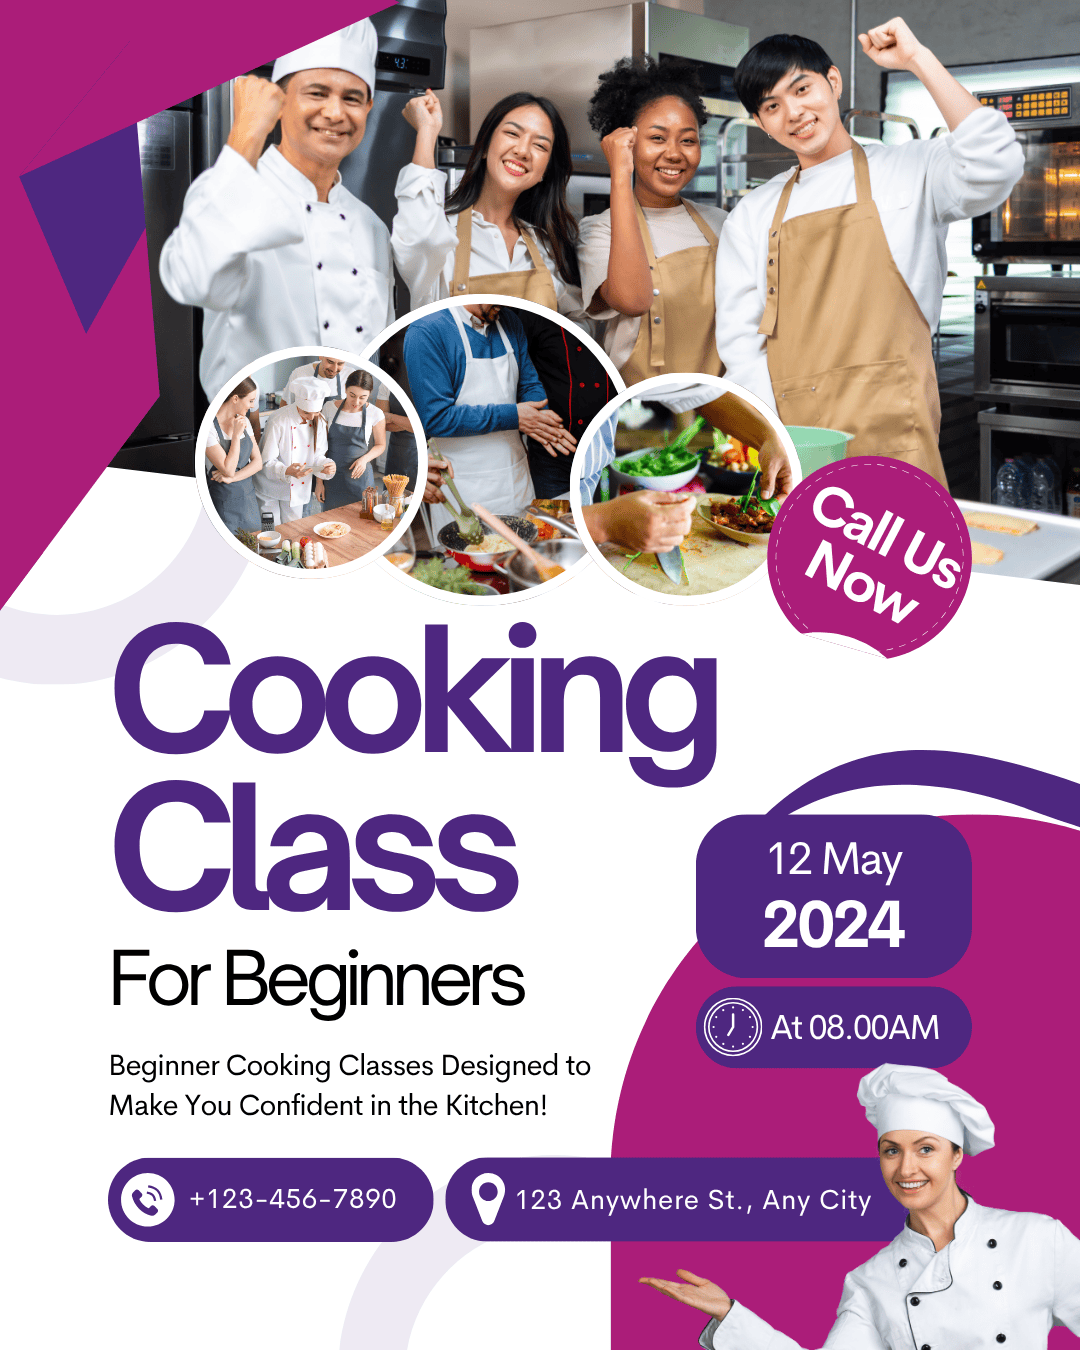 Call Us
Now
Cooking
Class
For Beginners
Beginner Cooking Classes Designed to
Make You Confident in the Kitchen!
12 May
2024
At 08.00AM
+123-456-7890
123 Anywhere St., Any City